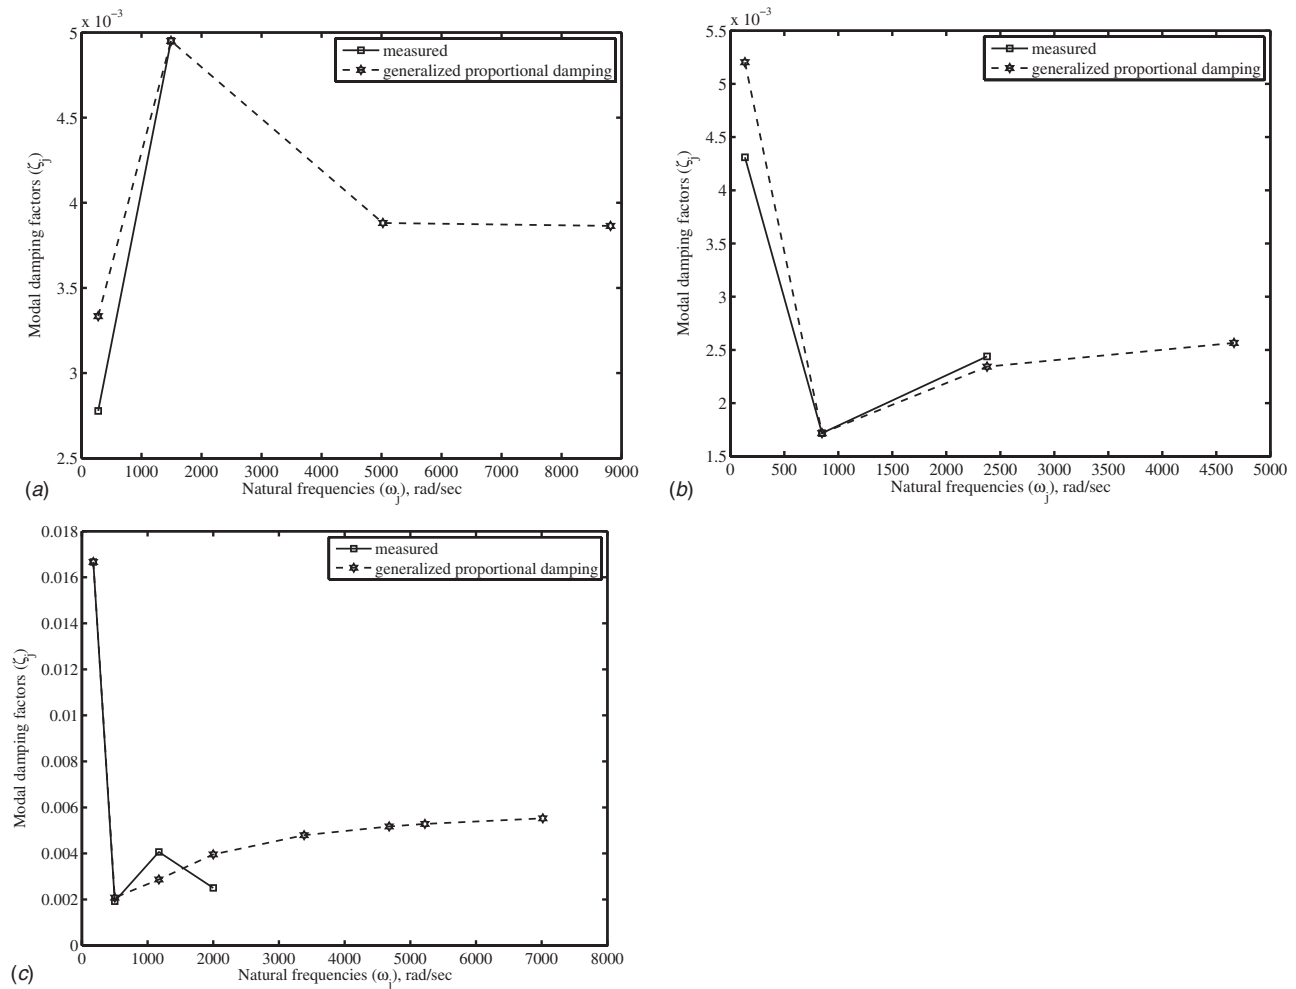 x 10⁻³
5
4.5
4
3.5
3
2.5
0 1000 2000 3000 4000 5000 6000 7000 8000 9000
Natural frequencies (ωj), rad/sec
Modal damping factors (ζj)
measured
generalized proportional damping
(a)
x 10⁻³
5.5
5
4.5
4
3.5
3
2.5
2
1.5
0 500 1000 1500 2000 2500 3000 3500 4000 4500 5000
Natural frequencies (ωj), rad/sec
Modal damping factors (ζj)
measured
generalized proportional damping
(b)
0.018
0.016
0.014
0.012
0.01
0.008
0.006
0.004
0.002
0
0 1000 2000 3000 4000 5000 6000 7000 8000
Natural frequencies (ωj), rad/sec
Modal damping factors (ζj)
measured
generalized proportional damping
(c)